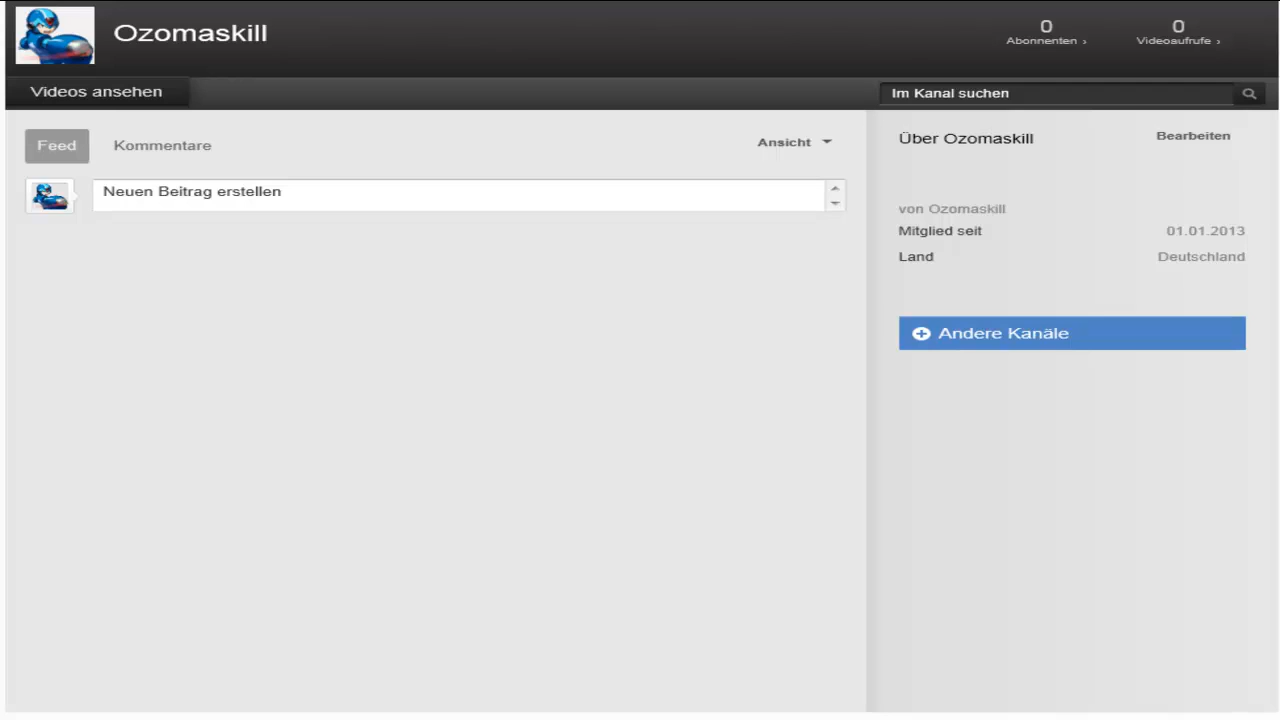 Ozomaskill
0
Abonnenten ›
0
Videoaufrufe ›
Videos ansehen
Im Kanal suchen
Feed
Kommentare
Ansicht
Neuen Beitrag erstellen
Über Ozomaskill
Bearbeiten
von Ozomaskill
Mitglied seit 01.01.2013
Land Deutschland
Andere Kanäle